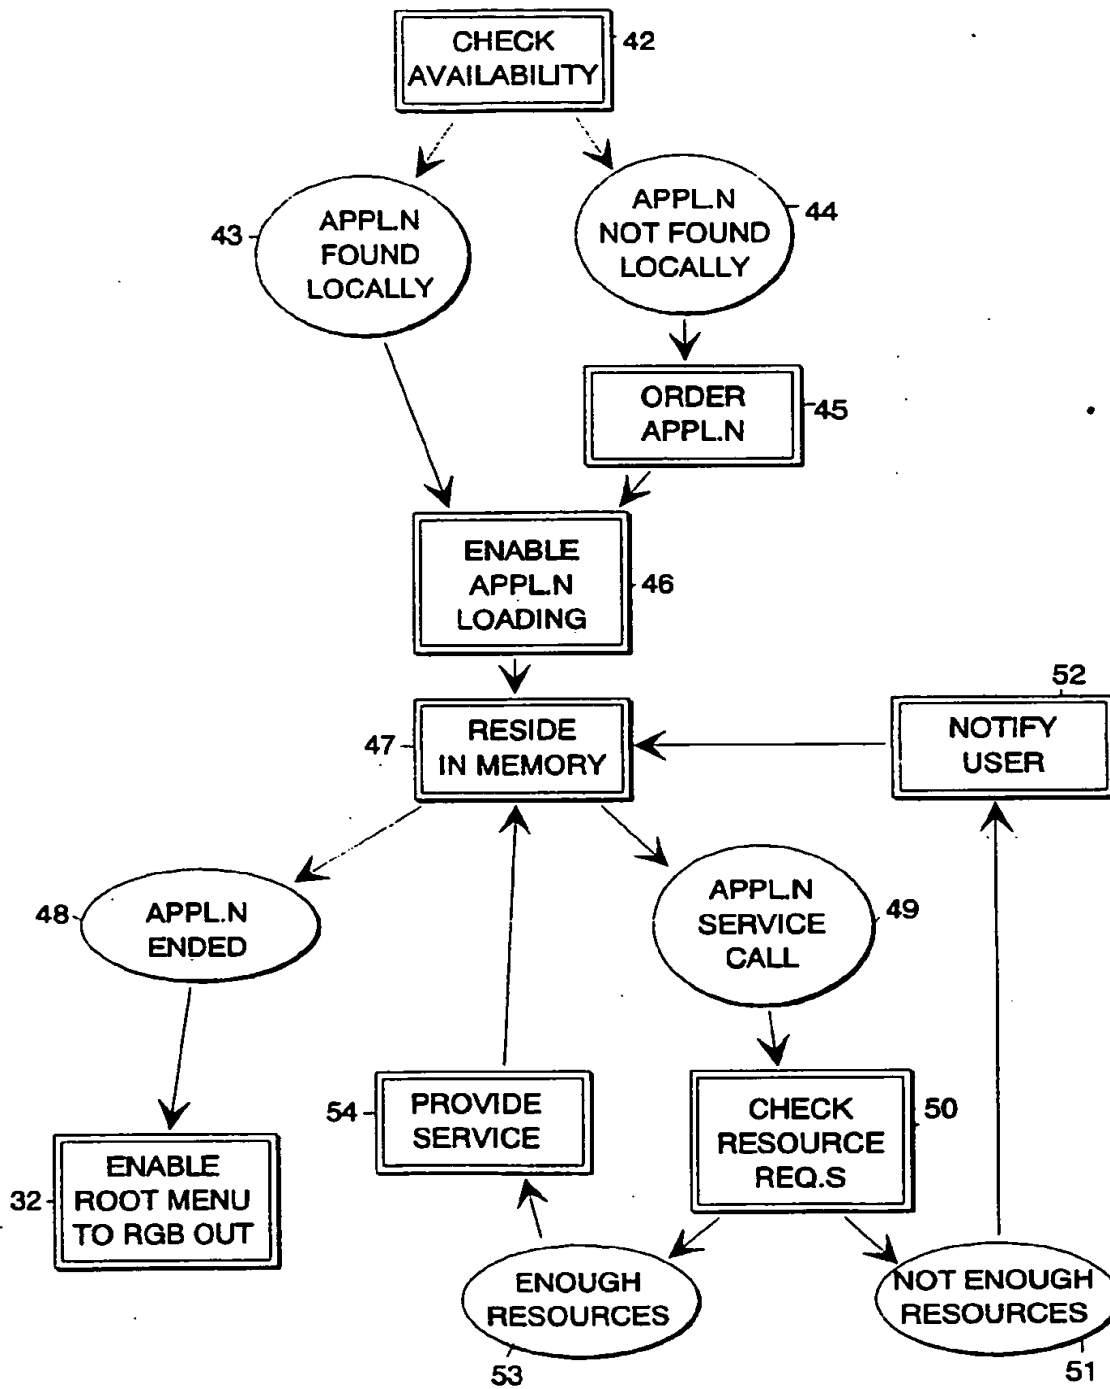 CHECK
AVAILABILITY
42
APPL.N
FOUND
LOCALLY
43
APPL.N
NOT FOUND
LOCALLY
44
ORDER
APPL.N
45
ENABLE
APPL.N
LOADING
46
RESIDE
IN MEMORY
47
52
NOTIFY
USER
48
APPL.N
ENDED
APPL.N
SERVICE
CALL
49
54
PROVIDE
SERVICE
CHECK
RESOURCE
REQ.S
50
32
ENABLE
ROOT MENU
TO RGB OUT
ENOUGH
RESOURCES
53
NOT ENOUGH
RESOURCES
51